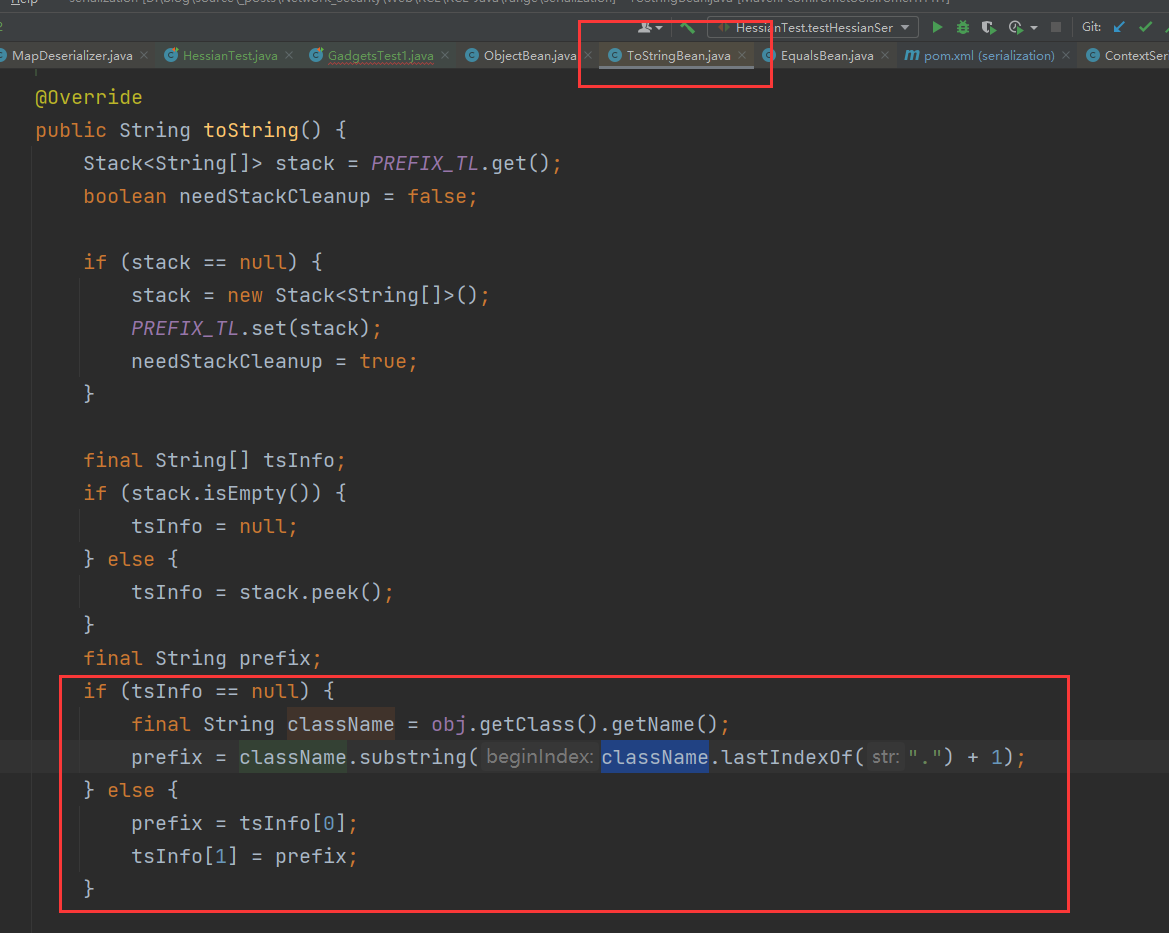 Help
HessianTest.testHessianSer
Git:
MapDeserializer.java
HessianTest.java
GadgetsTest1.java
ObjectBean.java
ToStringBean.java
EqualsBean.java
pom.xml (serialization)
ContextSer
@Override
public String toString() {
Stack<String[]> stack = PREFIX_TL.get();
boolean needStackCleanup = false;
if (stack == null) {
stack = new Stack<String[]>();
PREFIX_TL.set(stack);
needStackCleanup = true;
}
final String[] tsInfo;
if (stack.isEmpty()) {
tsInfo = null;
} else {
tsInfo = stack.peek();
}
final String prefix;
if (tsInfo == null) {
final String className = obj.getClass().getName();
prefix = className.substring( beginIndex: className.lastIndexOf( str: ".") + 1);
} else {
prefix = tsInfo[0];
tsInfo[1] = prefix;
}